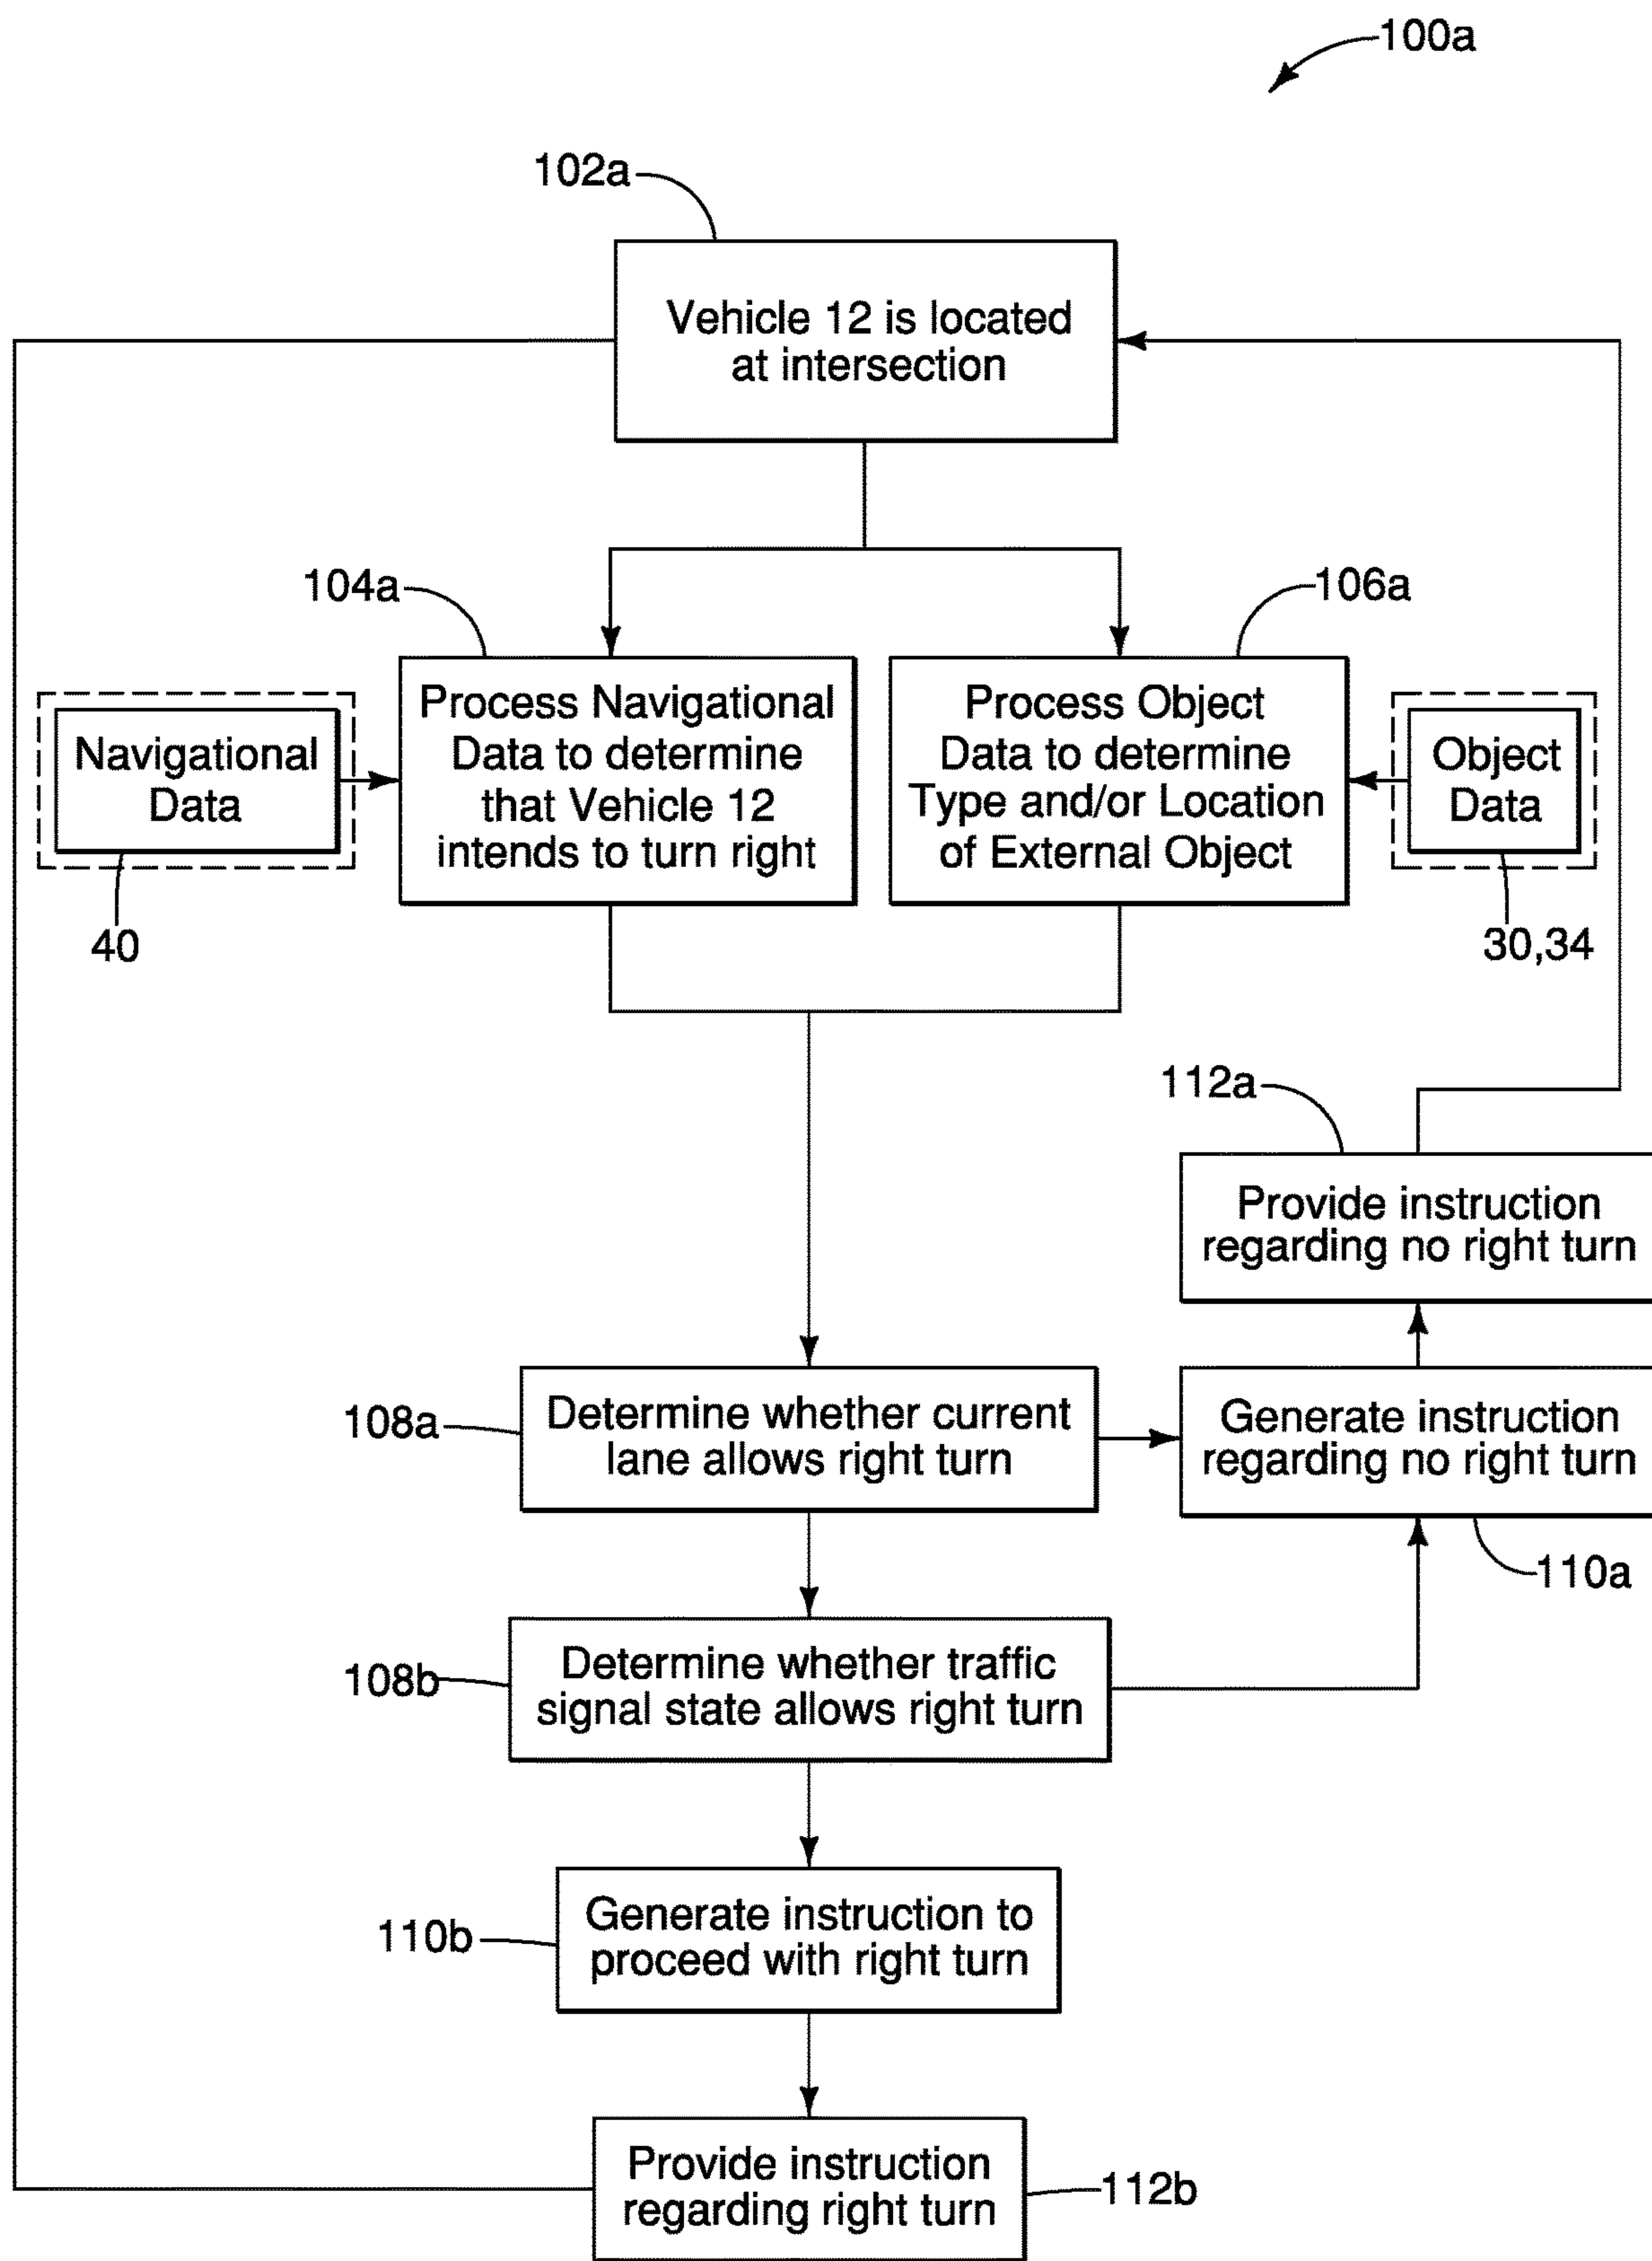 100a
102a
Vehicle 12 is located
at intersection
104a
106a
Navigational
Data
40
Process Navigational
Data to determine
that Vehicle 12
intends to turn right
Process Object
Data to determine
Type and/or Location
of External Object
Object
Data
30,34
112a
Provide instruction
regarding no right turn
108a
Determine whether current
lane allows right turn
Generate instruction
regarding no right turn
110a
108b
Determine whether traffic
signal state allows right turn
110b
Generate instruction to
proceed with right turn
Provide instruction
regarding right turn
112b